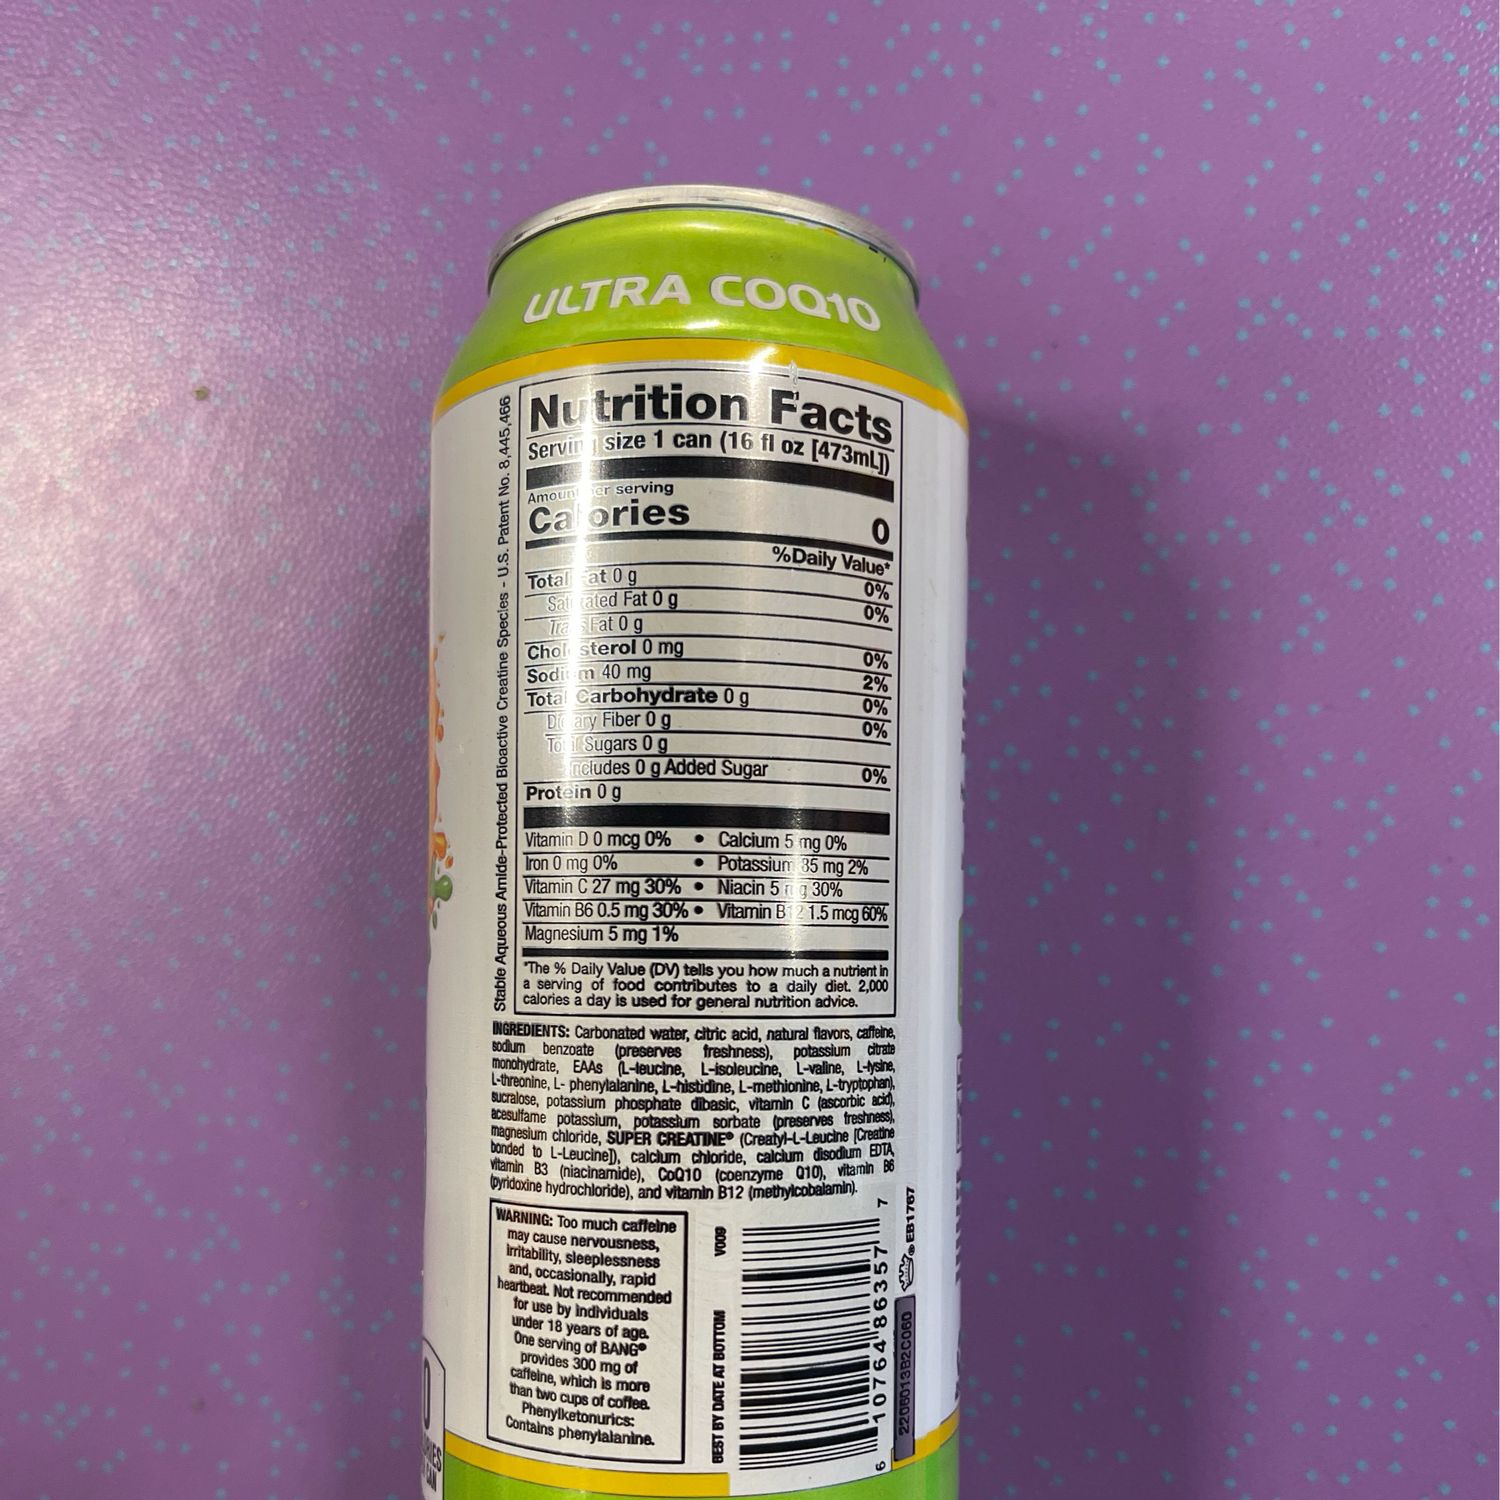 ULTRA COQ10
Nutrition Facts
Serving size 1 can (16 fl oz [473mL])
Amount per serving
Calories 0
%Daily Value*
Total Fat 0 g 0%
Saturated Fat 0 g 0%
Trans Fat 0 g
Cholesterol 0 mg 0%
Sodium 40 mg 2%
Total Carbohydrate 0 g 0%
Dietary Fiber 0 g 0%
Total Sugars 0 g
Includes 0 g Added Sugar 0%
Protein 0 g
Vitamin D 0 mcg 0% • Calcium 5 mg 0%
Iron 0 mg 0% • Potassium 85 mg 2%
Vitamin C 27 mg 30% • Niacin 5 mg 30%
Vitamin B6 0.5 mg 30% • Vitamin B12 1.5 mcg 60%
Magnesium 5 mg 1%
*The % Daily Value (DV) tells you how much a nutrient in
a serving of food contributes to a daily diet. 2,000
calories a day is used for general nutrition advice.
Stable Aqueous Amide-Protected Bioactive Creatine Species - U.S. Patent No. 8,445,466
INGREDIENTS: Carbonated water, citric acid, natural flavors, caffeine,
sodium benzoate (preserves freshness), potassium citrate
monohydrate, EAAs (L-leucine, L-isoleucine, L-valine, L-lysine,
L-threonine, L- phenylalanine, L-histidine, L-methionine, L-tryptophan),
sucralose, potassium phosphate dibasic, vitamin C (ascorbic acid),
acesulfame potassium, potassium sorbate (preserves freshness),
magnesium chloride, SUPER CREATINE® (Creatyl-L-Leucine [Creatine
bonded to L-Leucine]), calcium chloride, calcium disodium EDTA,
vitamin B3 (niacinamide), CoQ10 (coenzyme Q10), vitamin B6
(pyridoxine hydrochloride), and vitamin B12 (methylcobalamin).
WARNING: Too much caffeine
may cause nervousness,
irritability, sleeplessness
and, occasionally, rapid
heartbeat. Not recommended
for use by individuals
under 18 years of age.
One serving of BANG®
provides 300 mg of
caffeine, which is more
than two cups of coffee.
Phenylketonurics:
Contains phenylalanine.
BEST BY DATE AT BOTTOM V009
6 10764 86357 7
® EB1767
2206013B2C060
0
CAN